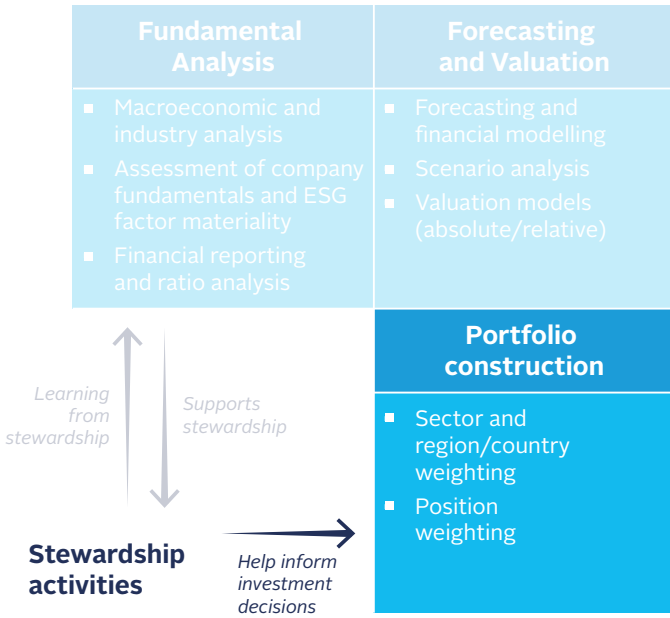 Fundamental
Analysis
Forecasting
and Valuation
Macroeconomic and
industry analysis
Assessment of company
fundamentals and ESG
factor materiality
Financial reporting
and ratio analysis
Forecasting and
financial modelling
Scenario analysis
Valuation models
(absolute/relative)
Learning
from
stewardship
Supports
stewardship
Portfolio
construction
Sector and
region/country
weighting
Position
weighting
Stewardship
activities
Help inform
investment
decisions